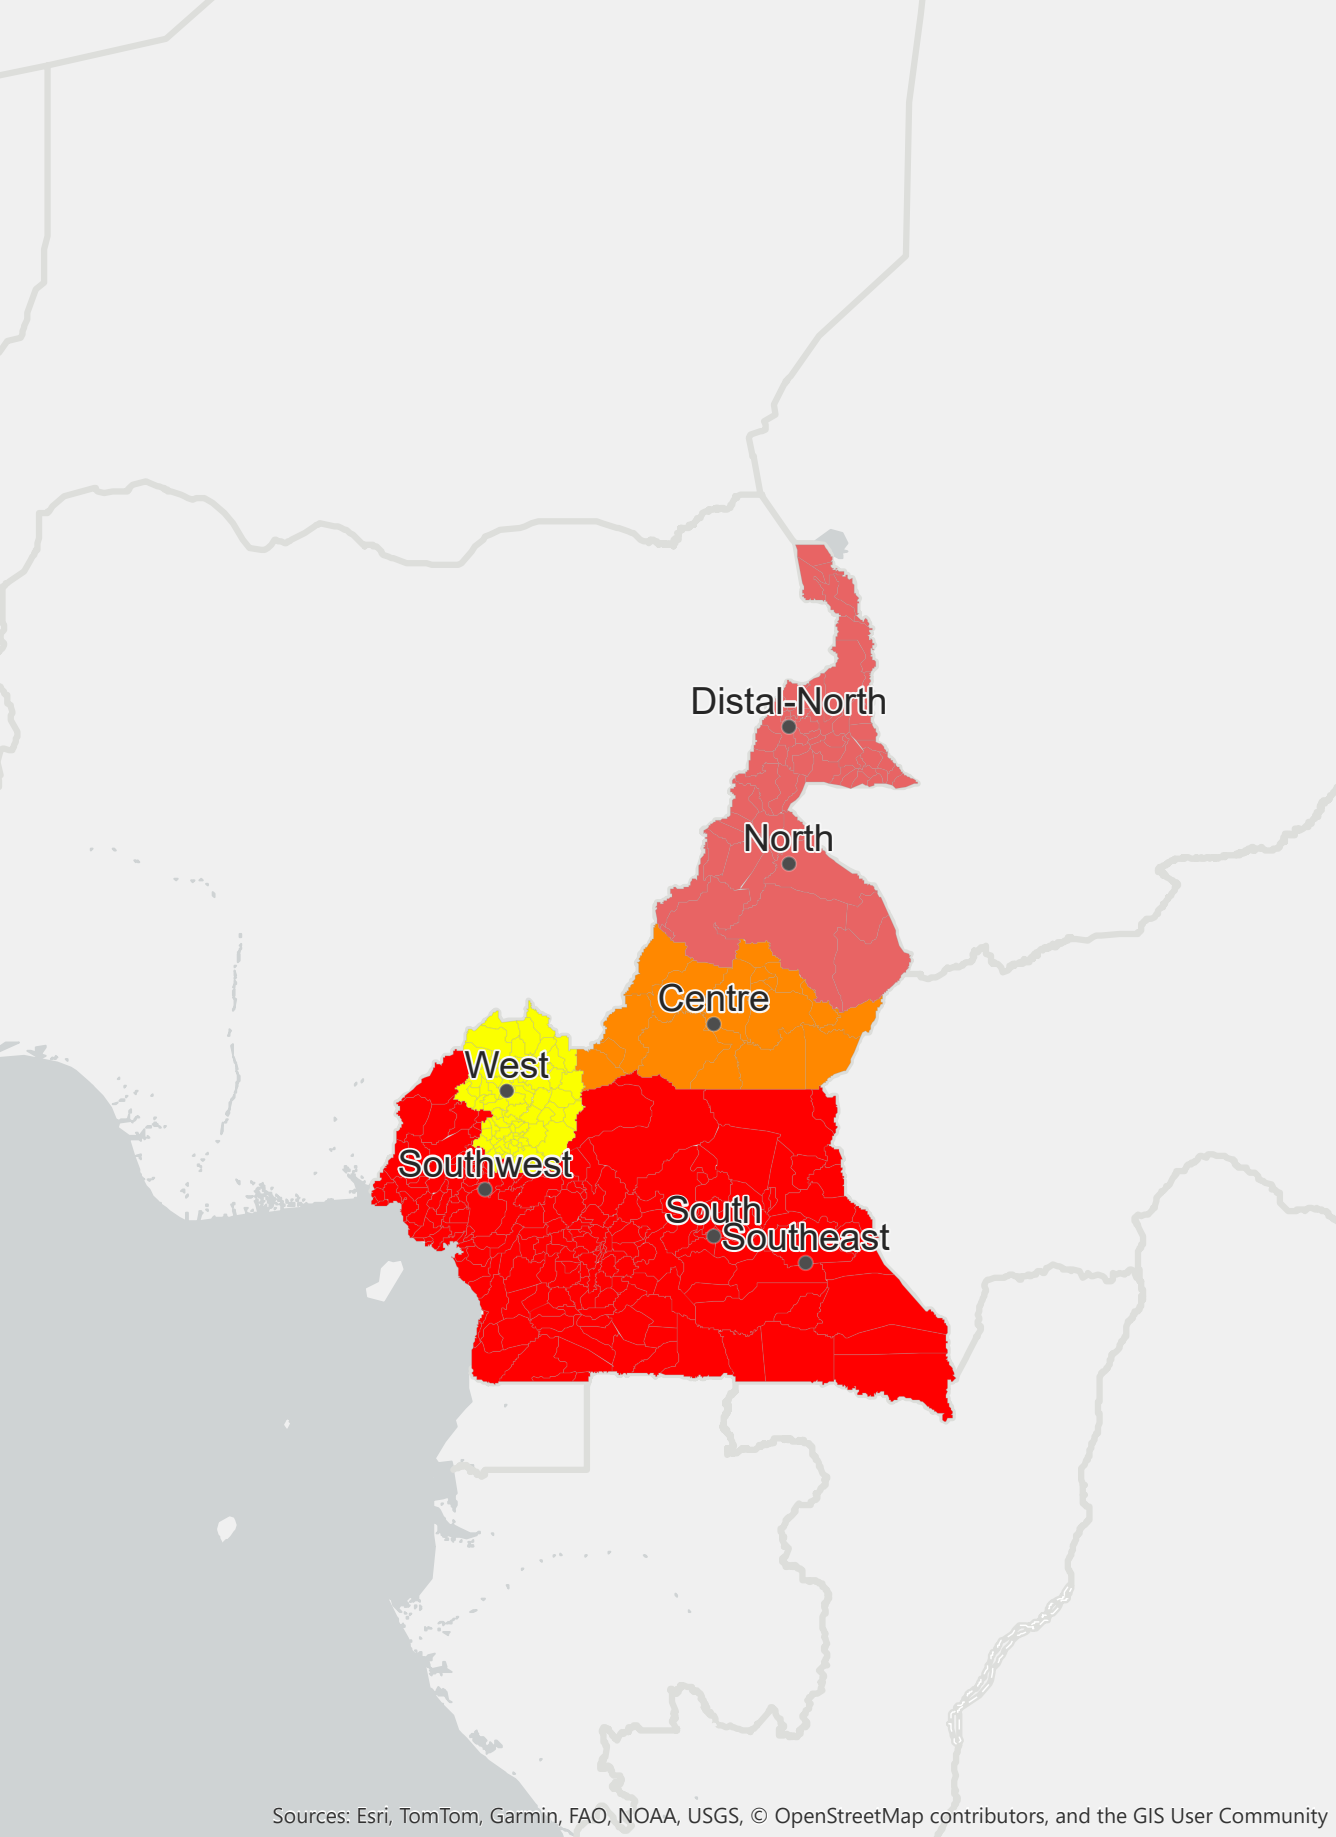 Distal-North
North
Centre
West
Southwest
South
Southeast
Sources: Esri, TomTom, Garmin, FAO, NOAA, USGS, © OpenStreetMap contributors, and the GIS User Community